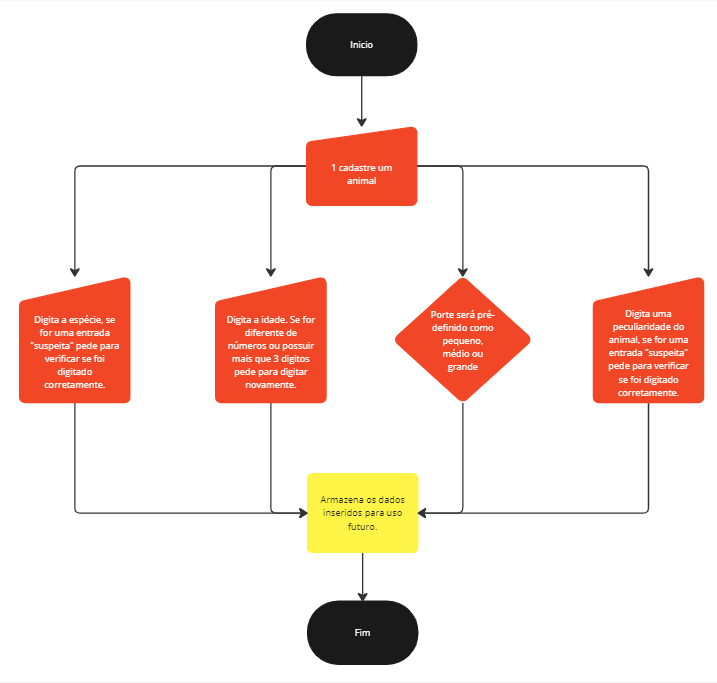 Inicio
1 cadastre um
animal
Digita a espécie, se
for uma entrada
"suspeita" pede para
verificar se foi
digitado
corretamente.
Digita a idade. Se for
diferente de
números ou possuir
mais que 3 digitos
pede para digitar
novamente.
Porte será pré-
definido como
pequeno,
médio ou
grande
Digita uma
peculiaridade do
animal, se for uma
entrada "suspeita"
pede para verificar
se foi digitado
corretamente.
Armazena os dados
inseridos para uso
futuro.
Fim